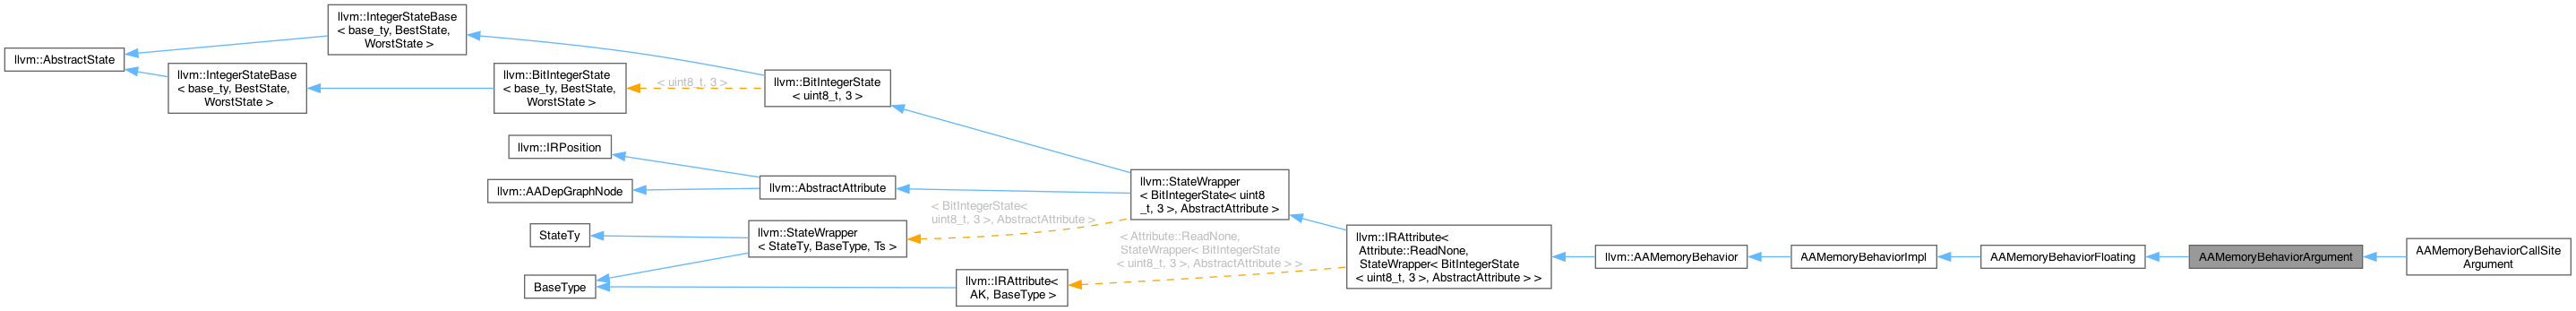 llvm::AbstractState
llvm::IntegerStateBase
< base_ty, BestState,
WorstState >
llvm::IntegerStateBase
< base_ty, BestState,
WorstState >
llvm::BitIntegerState
< base_ty, BestState,
WorstState >
< uint8_t, 3 >
llvm::BitIntegerState
< uint8_t, 3 >
llvm::IRPosition
llvm::AADepGraphNode
llvm::AbstractAttribute
StateTy
BaseType
llvm::StateWrapper
< StateTy, BaseType, Ts >
< BitIntegerState<
uint8_t, 3 >, AbstractAttribute >
llvm::IRAttribute<
AK, BaseType >
llvm::StateWrapper
< BitIntegerState< uint8
_t, 3 >, AbstractAttribute >
< Attribute::ReadNone,
StateWrapper< BitIntegerState
< uint8_t, 3 >, AbstractAttribute > >
llvm::IRAttribute<
Attribute::ReadNone,
StateWrapper< BitIntegerState
< uint8_t, 3 >, AbstractAttribute > >
llvm::AAMemoryBehavior
AAMemoryBehaviorImpl
AAMemoryBehaviorFloating
AAMemoryBehaviorArgument
AAMemoryBehaviorCallSite
Argument